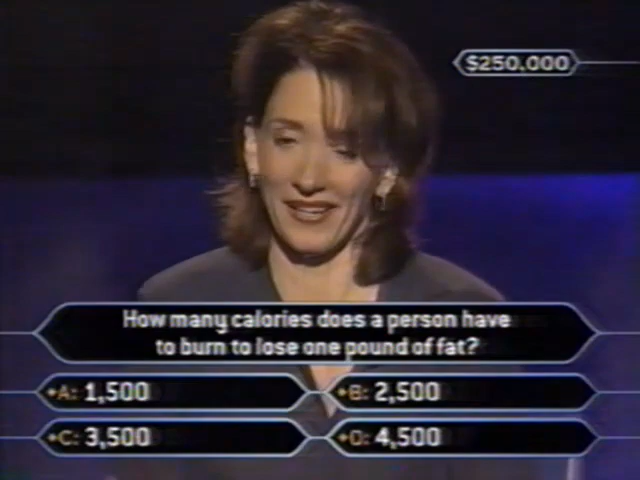 $250,000
How many calories does a person have
to burn to lose one pound of fat?
A: 1,500
B: 2,500
C: 3,500
D: 4,500